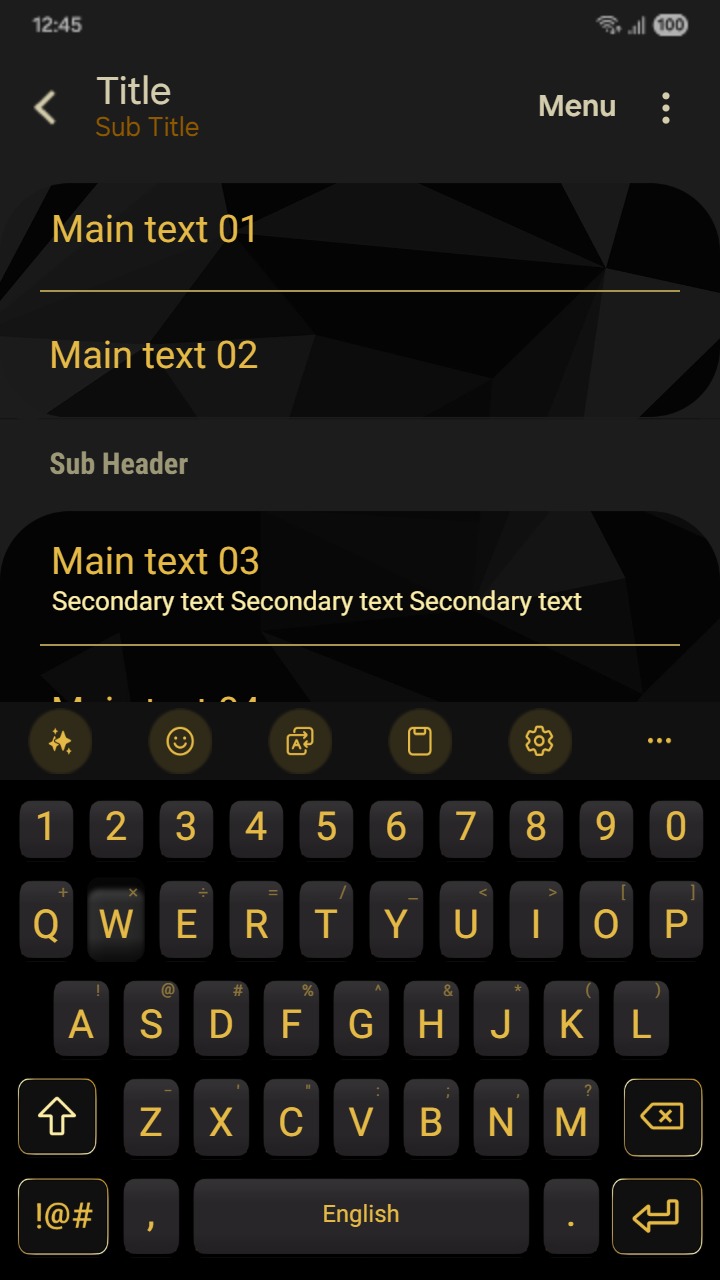 12:45
100
Title
Menu
Sub Title
Main text 01
Main text 02
Sub Header
Main text 03
Secondary text Secondary text Secondary text
1 2 3 4 5 6 7 8 9 0
+ × ÷ = / _ < > [ ]
Q W E R T Y U I O P
! @ # % ^ & * ( )
A S D F G H J K L
- ' " : ; , ?
Z X C V B N M
!@# , English .